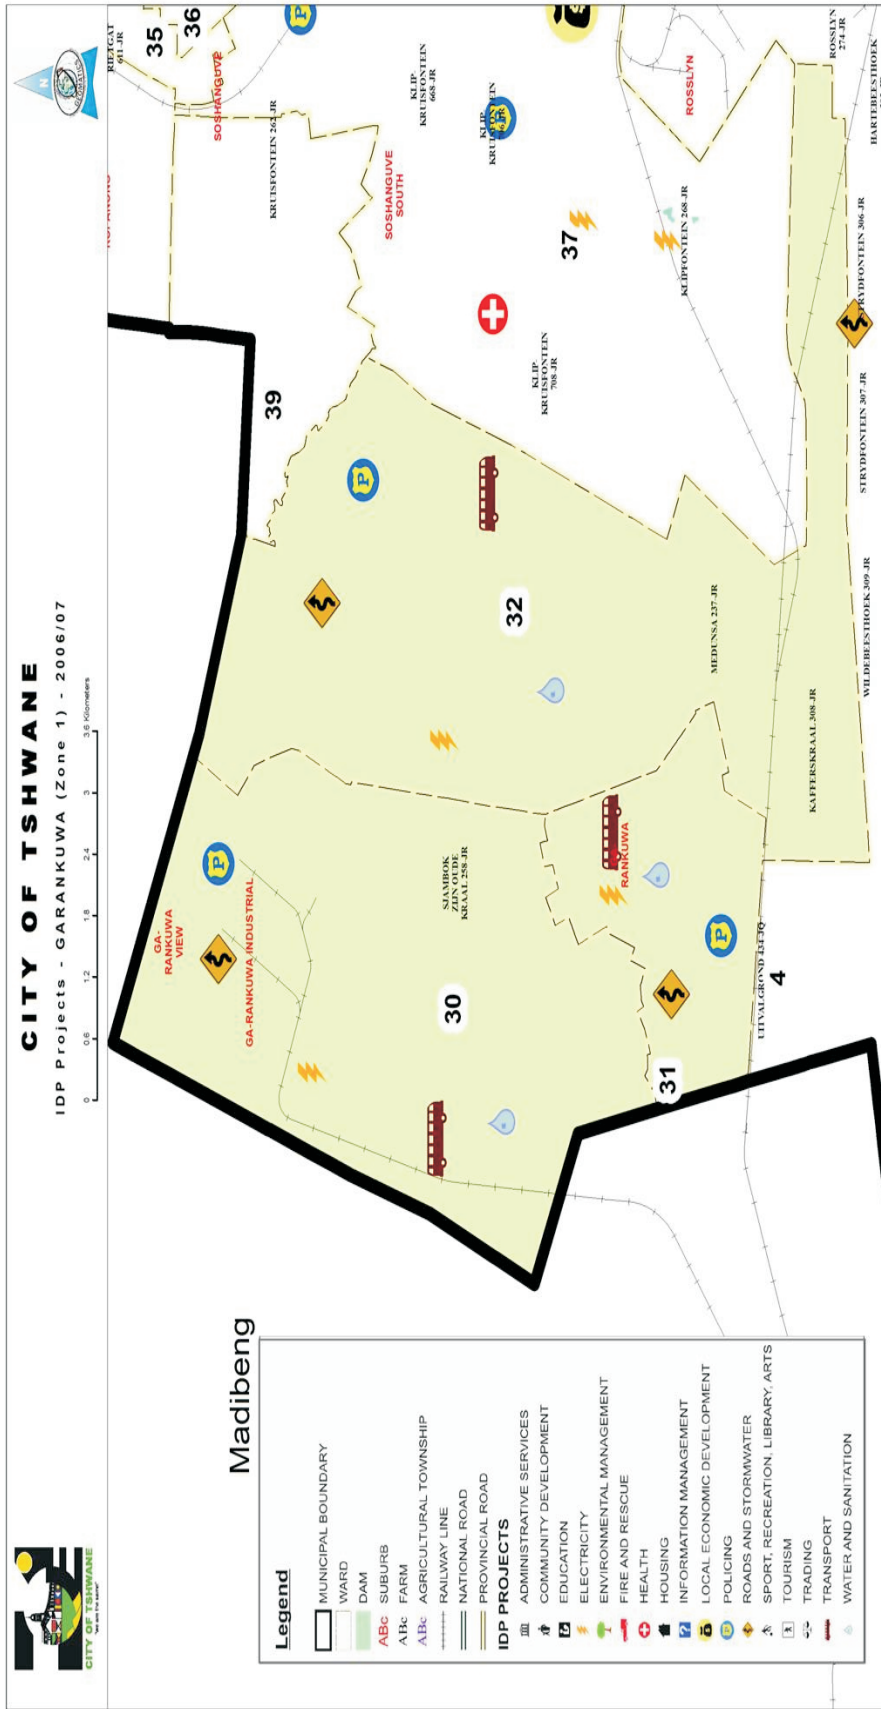 CITY OF TSHWANE
IDP Projects - GARANKUWA (Zone 1) - 2006/07
0 0.6 1.2 1.8 2.4 3 3.6 Kilometers
CITY OF TSHWANE
N
GEOMATICS
Madibeng
RIETGAT
611-JR
35
36
SOSHANGUVE
KRUISFONTEIN 262-JR
39
SOSHANGUVE
SOUTH
KLIP-
KRUISFONTEIN
668-JR
P
KLIP-
KRUISFONTEIN
37
KLIP-
KRUISFONTEIN
708-JR
ROSSLYN
KLIPFONTEIN 268-JR
ROSSLYN
274-JR
HARTEBEESTHOEK
STRYDFONTEIN 306-JR
STRYDFONTEIN 307-JR
WILDEBEESTHOEK 309-JR
P
32
MEDUNSA 237-JR
KAFFERSKRAAL 308-JR
GA-
RANKUWA
VIEW
P
GA-RANKUWA INDUSTRIAL
SJAMBOK
ZIJN OUDE
KRAAL 258-JR
30
RANKUWA
P
31
UITVALGROND 434-JQ
4
Legend
MUNICIPAL BOUNDARY
WARD
DAM
ABc SUBURB
ABc FARM
ABc AGRICULTURAL TOWNSHIP
RAILWAY LINE
NATIONAL ROAD
PROVINCIAL ROAD
IDP PROJECTS
ADMINISTRATIVE SERVICES
COMMUNITY DEVELOPMENT
EDUCATION
ELECTRICITY
ENVIRONMENTAL MANAGEMENT
FIRE AND RESCUE
HEALTH
HOUSING
? INFORMATION MANAGEMENT
LOCAL ECONOMIC DEVELOPMENT
P POLICING
ROADS AND STORMWATER
SPORT, RECREATION, LIBRARY, ARTS
TOURISM
TRADING
TRANSPORT
WATER AND SANITATION